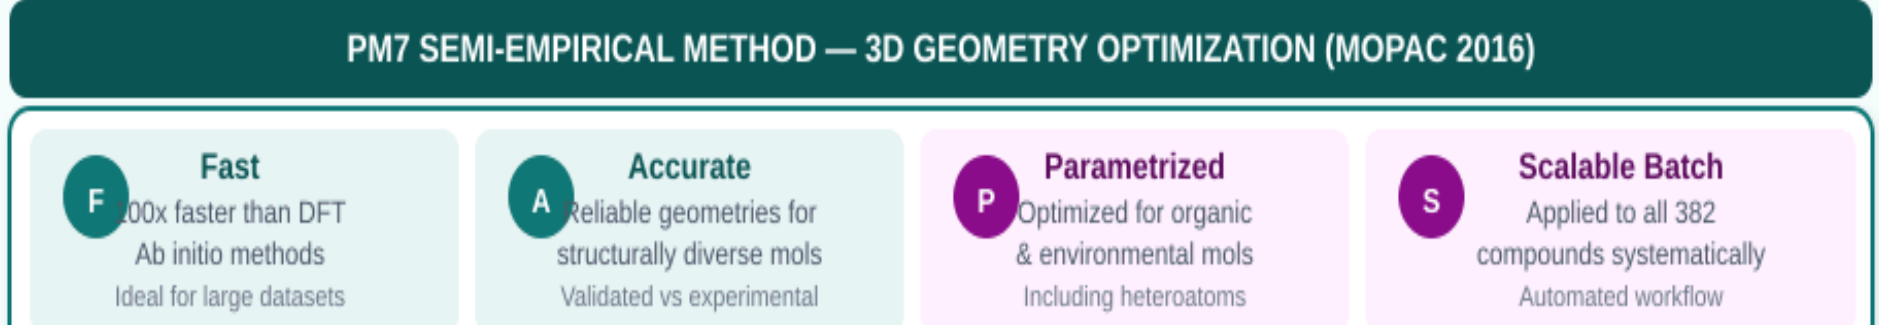 PM7 SEMI-EMPIRICAL METHOD — 3D GEOMETRY OPTIMIZATION (MOPAC 2016)
F
Fast
00x faster than DFT
Ab initio methods
Ideal for large datasets
A
Accurate
Reliable geometries for
structurally diverse mols
Validated vs experimental
P
Parametrized
Optimized for organic
& environmental mols
Including heteroatoms
S
Scalable Batch
Applied to all 382
compounds systematically
Automated workflow